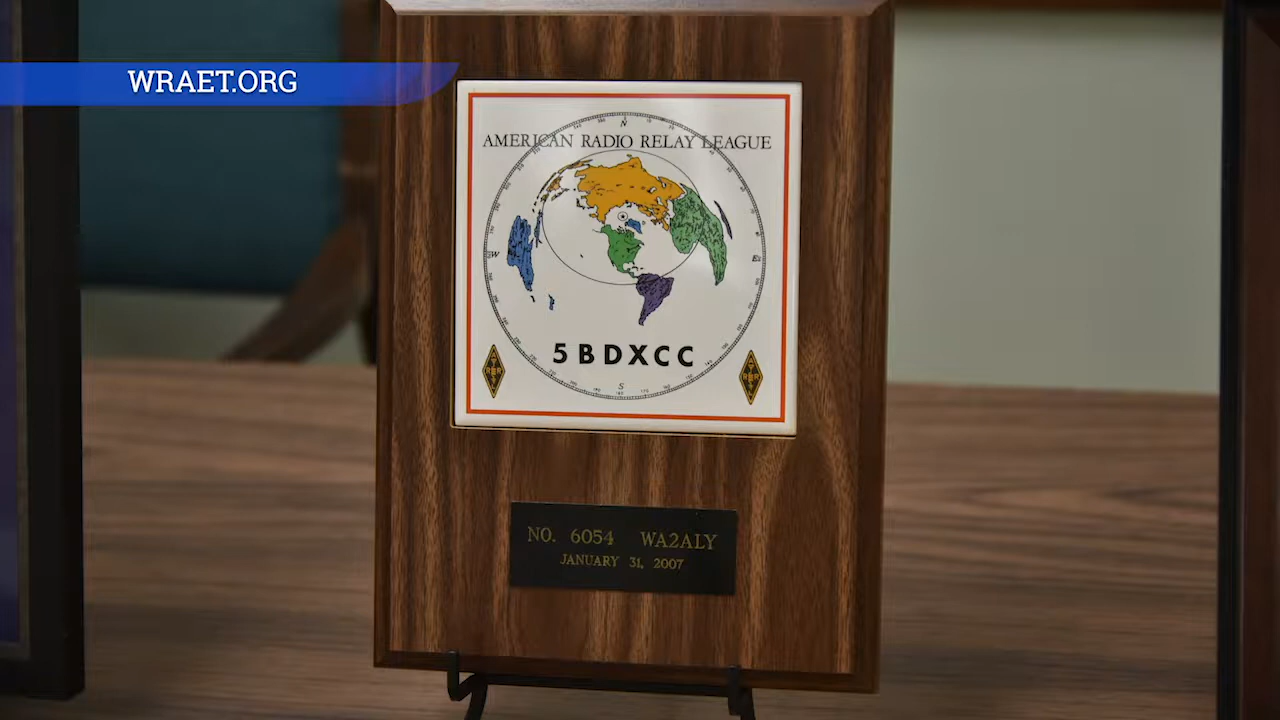 WRAET.ORG
AMERICAN RADIO RELAY LEAGUE
N
W
E
5BDXCC
S
NO. 6054 WA2ALY
JANUARY 31, 2007